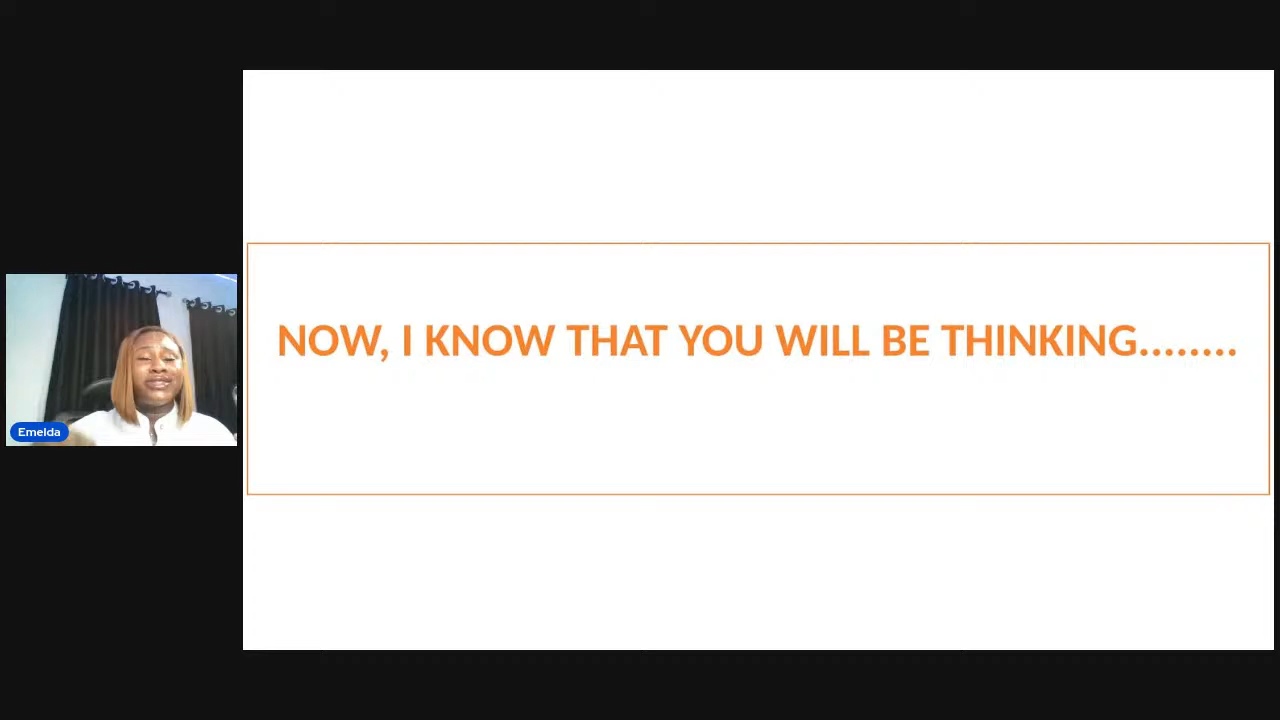 NOW, I KNOW THAT YOU WILL BE THINKING........
Emelda